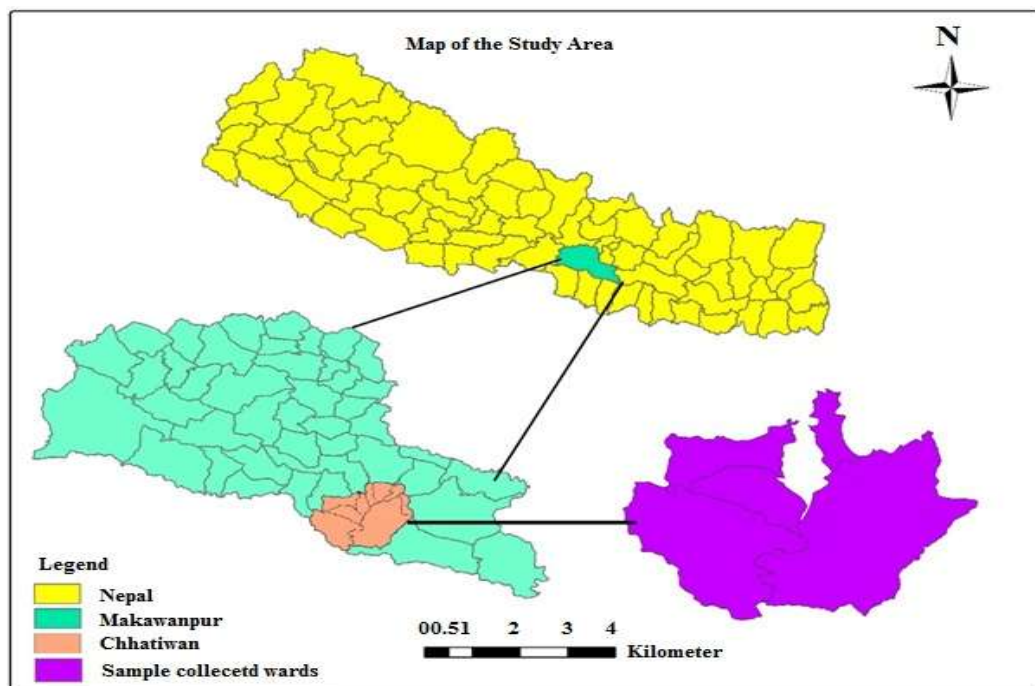 Map of the Study Area
N
Legend
Nepal
Makawanpur
Chhatiwan
Sample collecetd wards
00.51 2 3 4
Kilometer